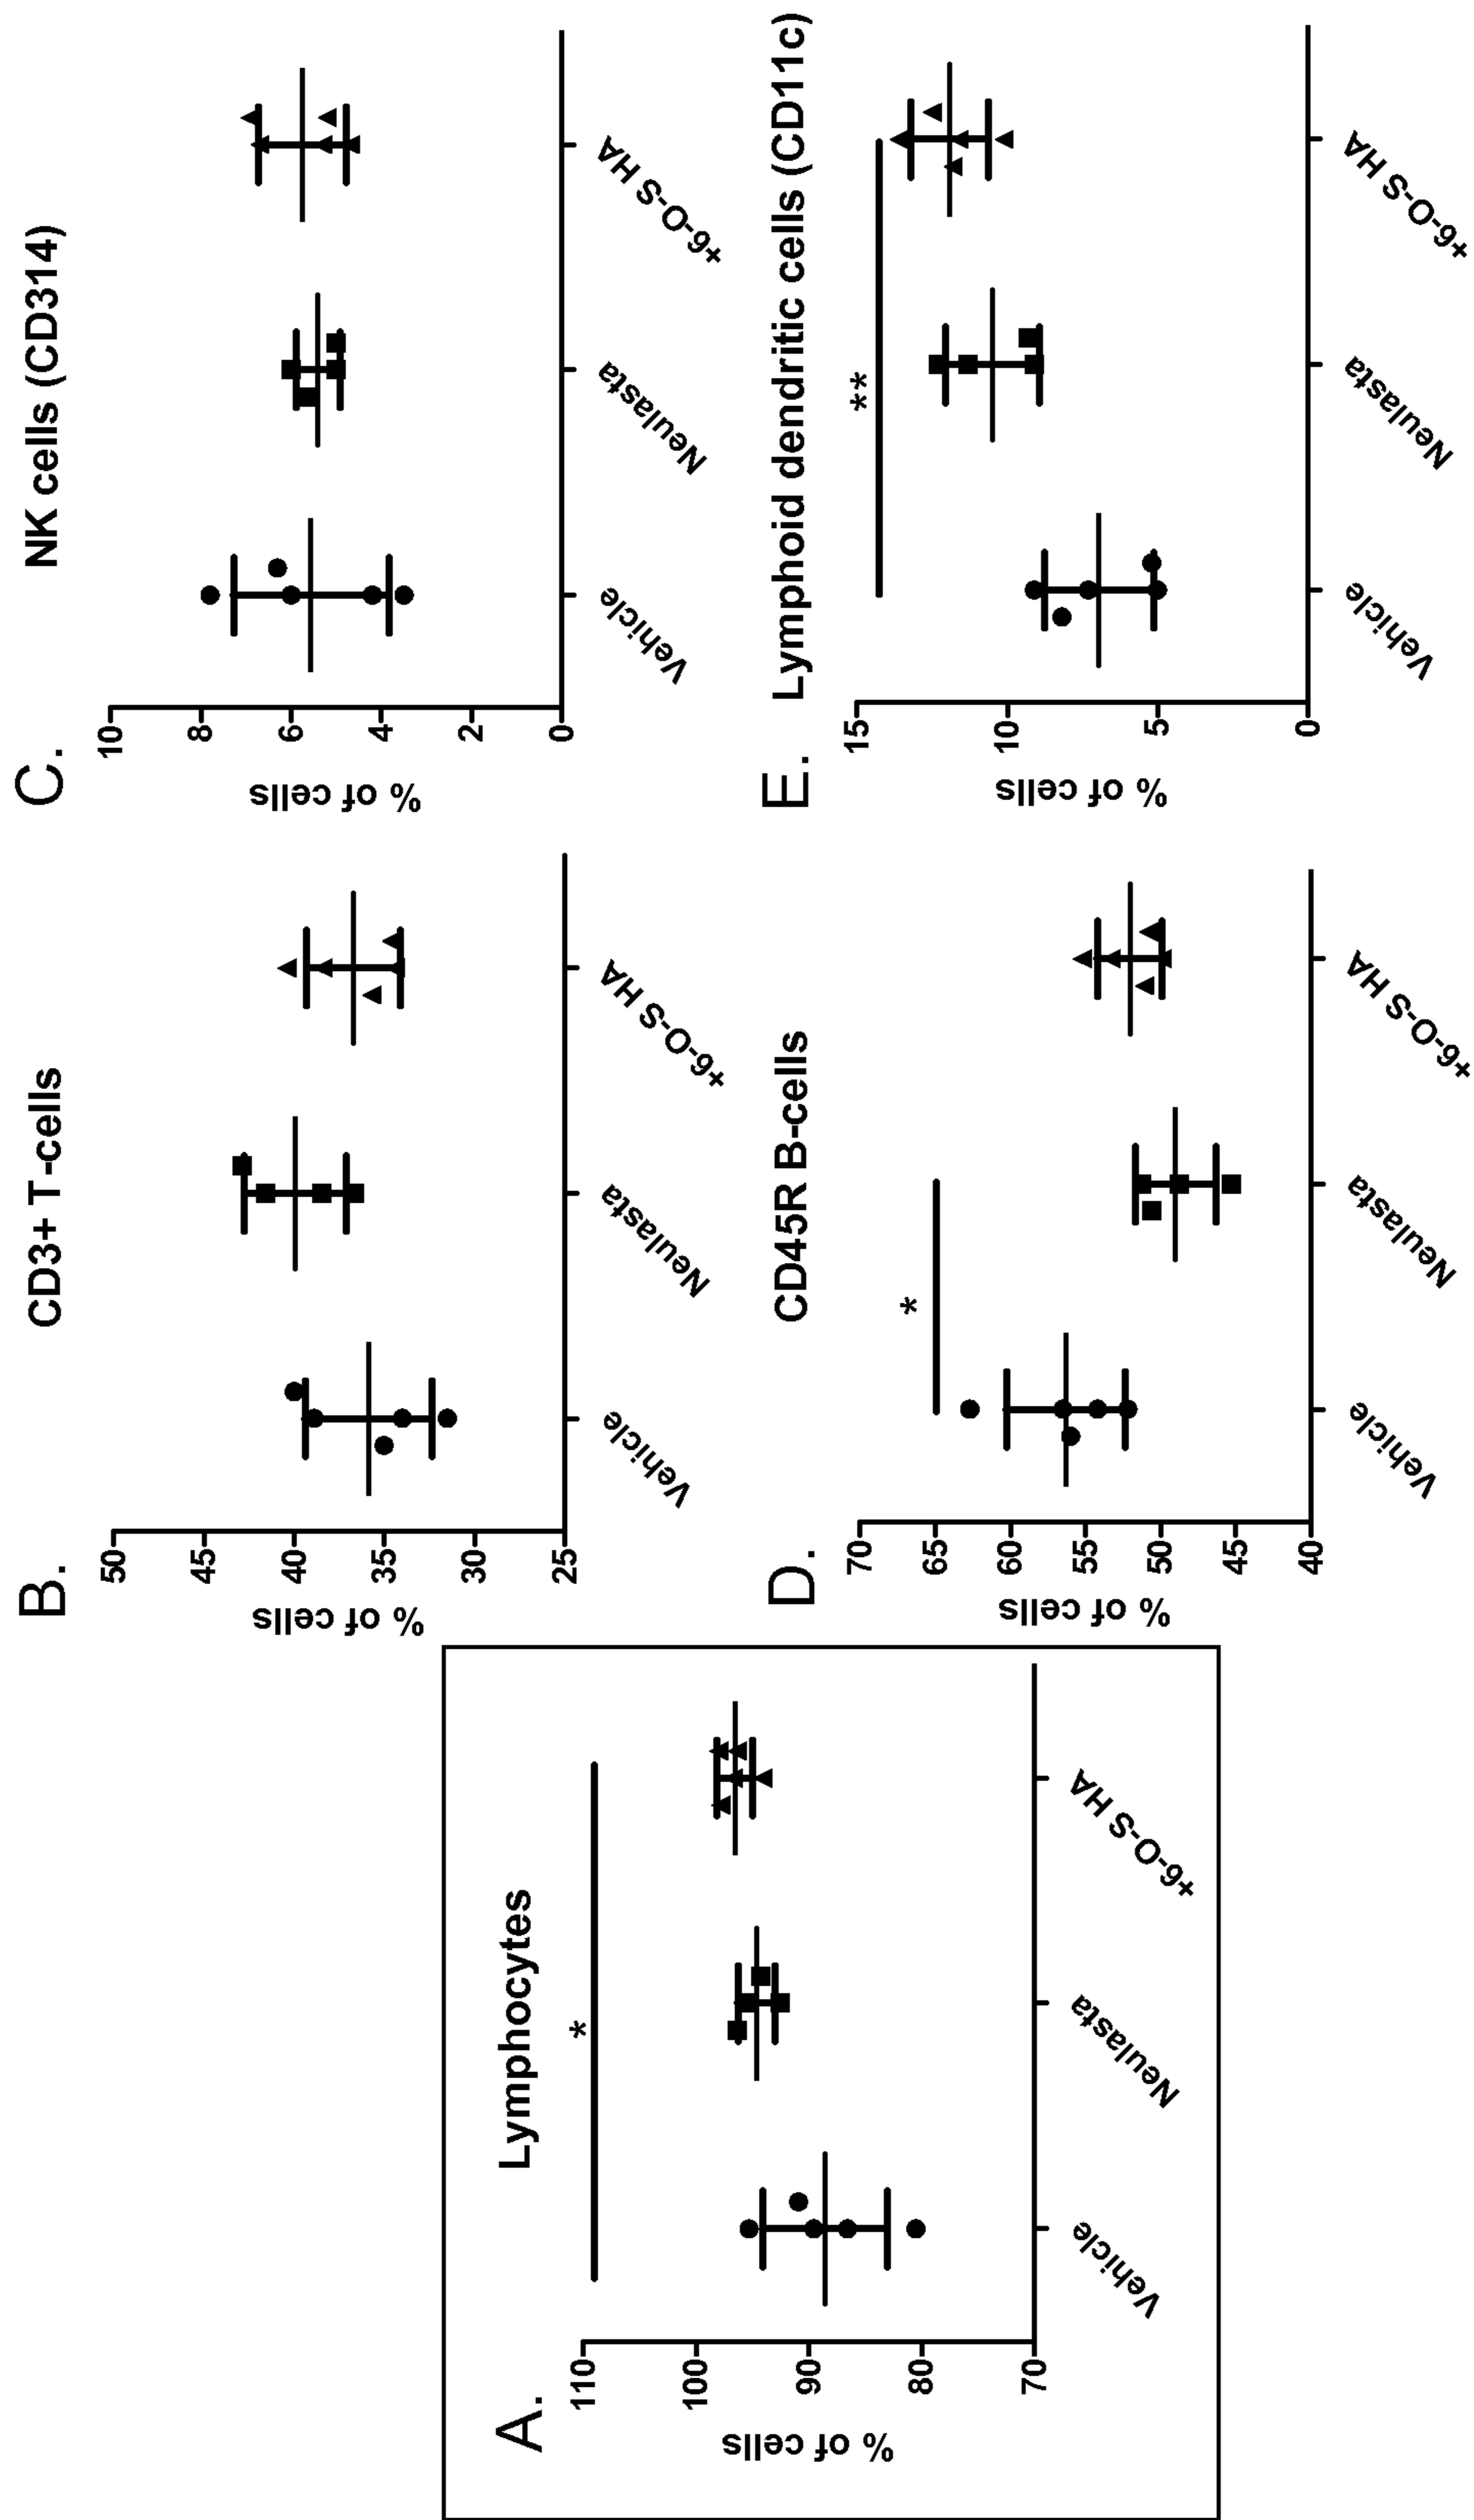 A.
Lymphocytes
*
% of cells
110
100
90
80
70
Vehicle
Neulasta
+6-O-S HA
B.
CD3+ T-cells
% of cells
50
45
40
35
30
25
Vehicle
Neulasta
+6-O-S HA
C.
NK cells (CD314)
% of cells
10
8
6
4
2
0
Vehicle
Neulasta
+6-O-S HA
D.
CD45R B-cells
*
% of cells
70
65
60
55
50
45
40
Vehicle
Neulasta
+6-O-S HA
E.
Lymphoid dendritic cells (CD11c)
**
% of cells
15
10
5
0
Vehicle
Neulasta
+6-O-S HA